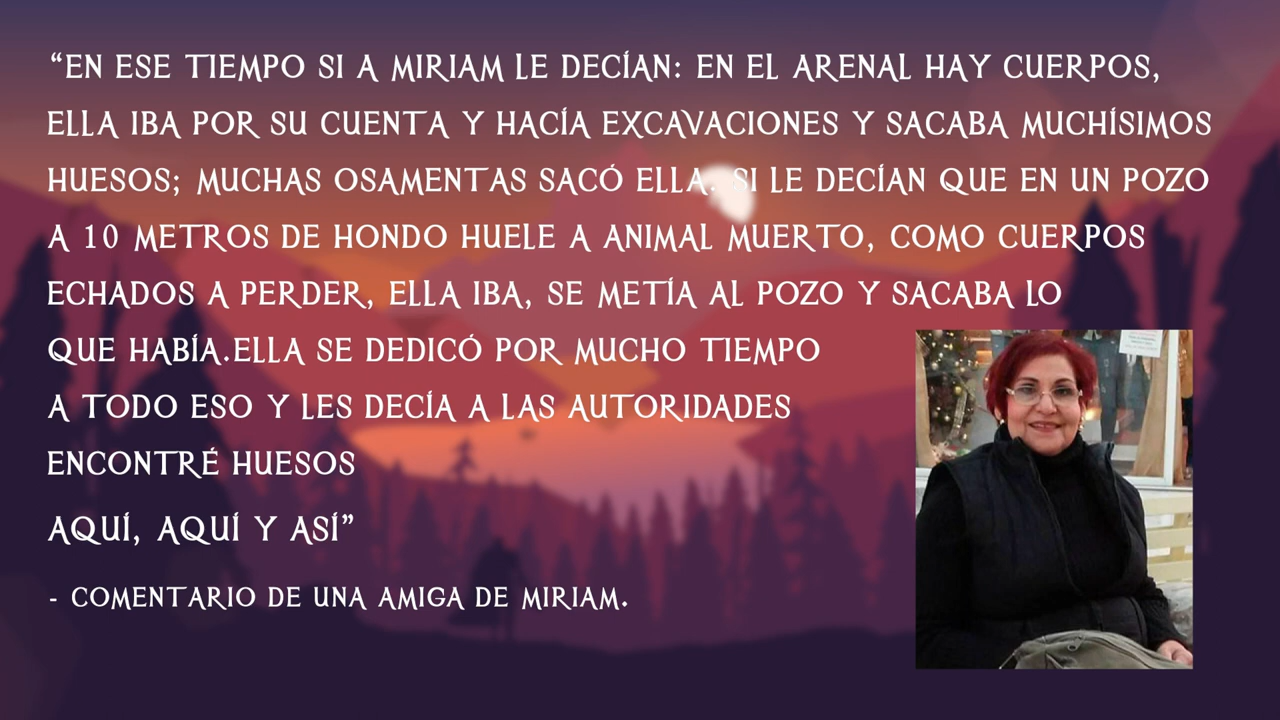 “EN ESE TIEMPO SI A MIRIAM LE DECÍAN: EN EL ARENAL HAY CUERPOS,
ELLA IBA POR SU CUENTA Y HACÍA EXCAVACIONES Y SACABA MUCHÍSIMOS
HUESOS; MUCHAS OSAMENTAS SACÓ ELLA. SI LE DECÍAN QUE EN UN POZO
A 10 METROS DE HONDO HUELE A ANIMAL MUERTO, COMO CUERPOS
ECHADOS A PERDER, ELLA IBA, SE METÍA AL POZO Y SACABA LO
QUE HABÍA.ELLA SE DEDICÓ POR MUCHO TIEMPO
A TODO ESO Y LES DECÍA A LAS AUTORIDADES
ENCONTRÉ HUESOS
AQUÍ, AQUÍ Y ASÍ”
- COMENTARIO DE UNA AMIGA DE MIRIAM.